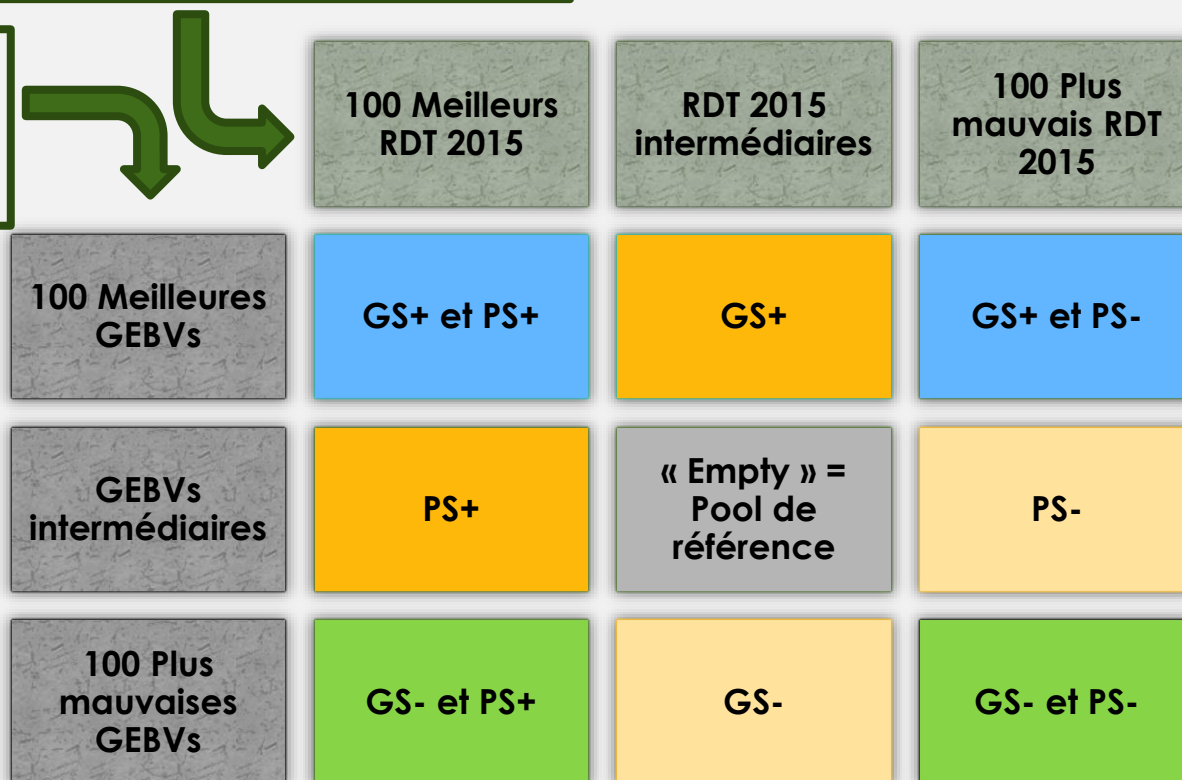 100 Meilleurs
RDT 2015
RDT 2015
intermédiaires
100 Plus
mauvais RDT
2015
100 Meilleures
GEBVs
GS+ et PS+
GS+
GS+ et PS-
GEBVs
intermédiaires
PS+
« Empty » =
Pool de
référence
PS-
100 Plus
mauvaises
GEBVs
GS- et PS+
GS-
GS- et PS-